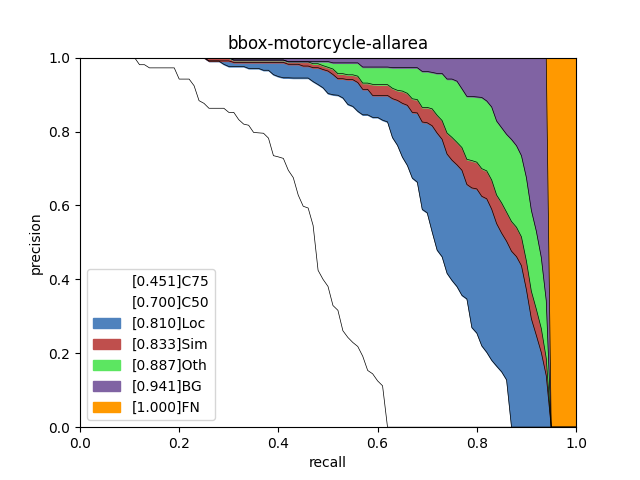 bbox-motorcycle-allarea
precision
1.0
0.8
0.6
0.4
0.2
0.0
[0.451]C75
[0.700]C50
[0.810]Loc
[0.833]Sim
[0.887]Oth
[0.941]BG
[1.000]FN
0.0 0.2 0.4 0.6 0.8 1.0
recall